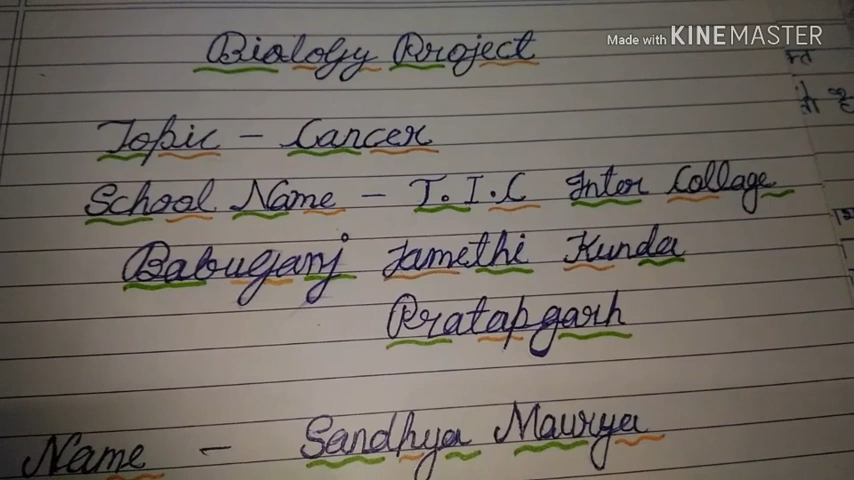 Made with KINEMASTER
Biology Project
Topic - Cancer
School Name - T.I.C Inter Collage
Babuganj Jamethi Kunda
Pratapgarh
Name - Sandhya Maurya